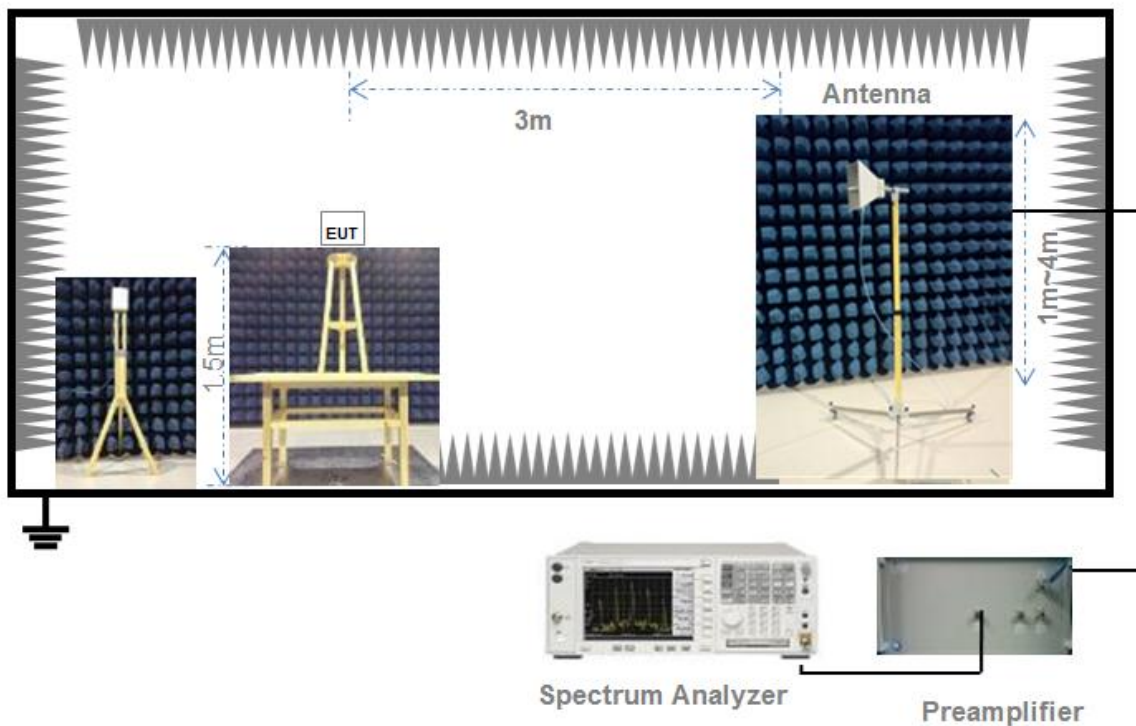 Antenna
3m
EUT
1.5m
1m~4m
Spectrum Analyzer
Preamplifier